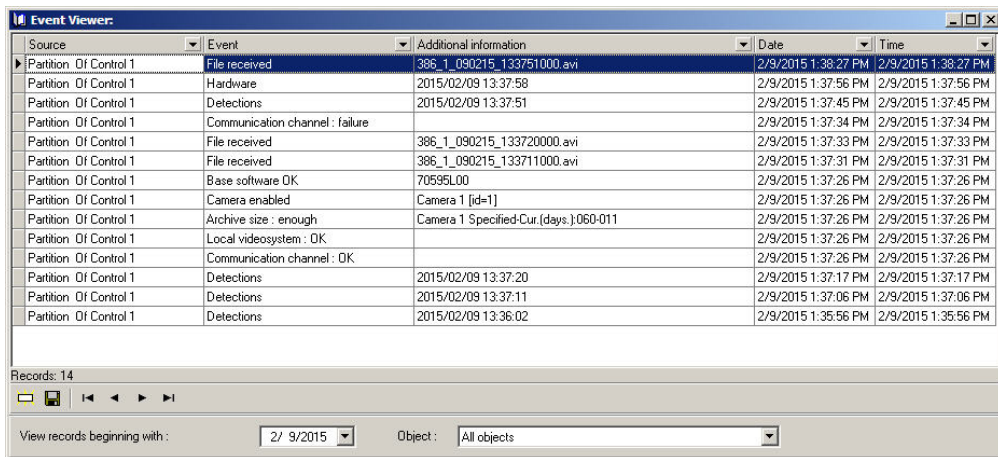 Event Viewer:
Source Event Additional information Date Time
Partition Of Control 1 File received 386_1_090215_133751000.avi 2/9/2015 1:38:27 PM 2/9/2015 1:38:27 PM
Partition Of Control 1 Hardware 2015/02/09 13:37:58 2/9/2015 1:37:56 PM 2/9/2015 1:37:56 PM
Partition Of Control 1 Detections 2015/02/09 13:37:51 2/9/2015 1:37:45 PM 2/9/2015 1:37:45 PM
Partition Of Control 1 Communication channel : failure 2/9/2015 1:37:34 PM 2/9/2015 1:37:34 PM
Partition Of Control 1 File received 386_1_090215_133720000.avi 2/9/2015 1:37:33 PM 2/9/2015 1:37:33 PM
Partition Of Control 1 File received 386_1_090215_133711000.avi 2/9/2015 1:37:31 PM 2/9/2015 1:37:31 PM
Partition Of Control 1 Base software OK 70595L00 2/9/2015 1:37:26 PM 2/9/2015 1:37:26 PM
Partition Of Control 1 Camera enabled Camera 1 [id=1] 2/9/2015 1:37:26 PM 2/9/2015 1:37:26 PM
Partition Of Control 1 Archive size : enough Camera 1 Specified-Cur.(days.):060-011 2/9/2015 1:37:26 PM 2/9/2015 1:37:26 PM
Partition Of Control 1 Local videosystem : OK 2/9/2015 1:37:26 PM 2/9/2015 1:37:26 PM
Partition Of Control 1 Communication channel : OK 2/9/2015 1:37:26 PM 2/9/2015 1:37:26 PM
Partition Of Control 1 Detections 2015/02/09 13:37:20 2/9/2015 1:37:17 PM 2/9/2015 1:37:17 PM
Partition Of Control 1 Detections 2015/02/09 13:37:11 2/9/2015 1:37:06 PM 2/9/2015 1:37:06 PM
Partition Of Control 1 Detections 2015/02/09 13:36:02 2/9/2015 1:35:56 PM 2/9/2015 1:35:56 PM
Records: 14
View records beginning with : 2/ 9/2015 Object : All objects